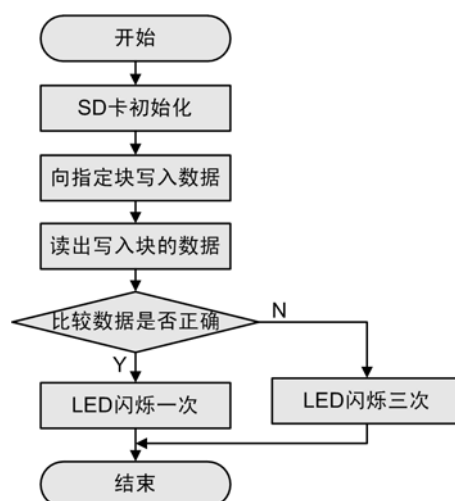 开始
SD卡初始化
向指定块写入数据
读出写入块的数据
比较数据是否正确
N
Y
LED闪烁一次
LED闪烁三次
结束